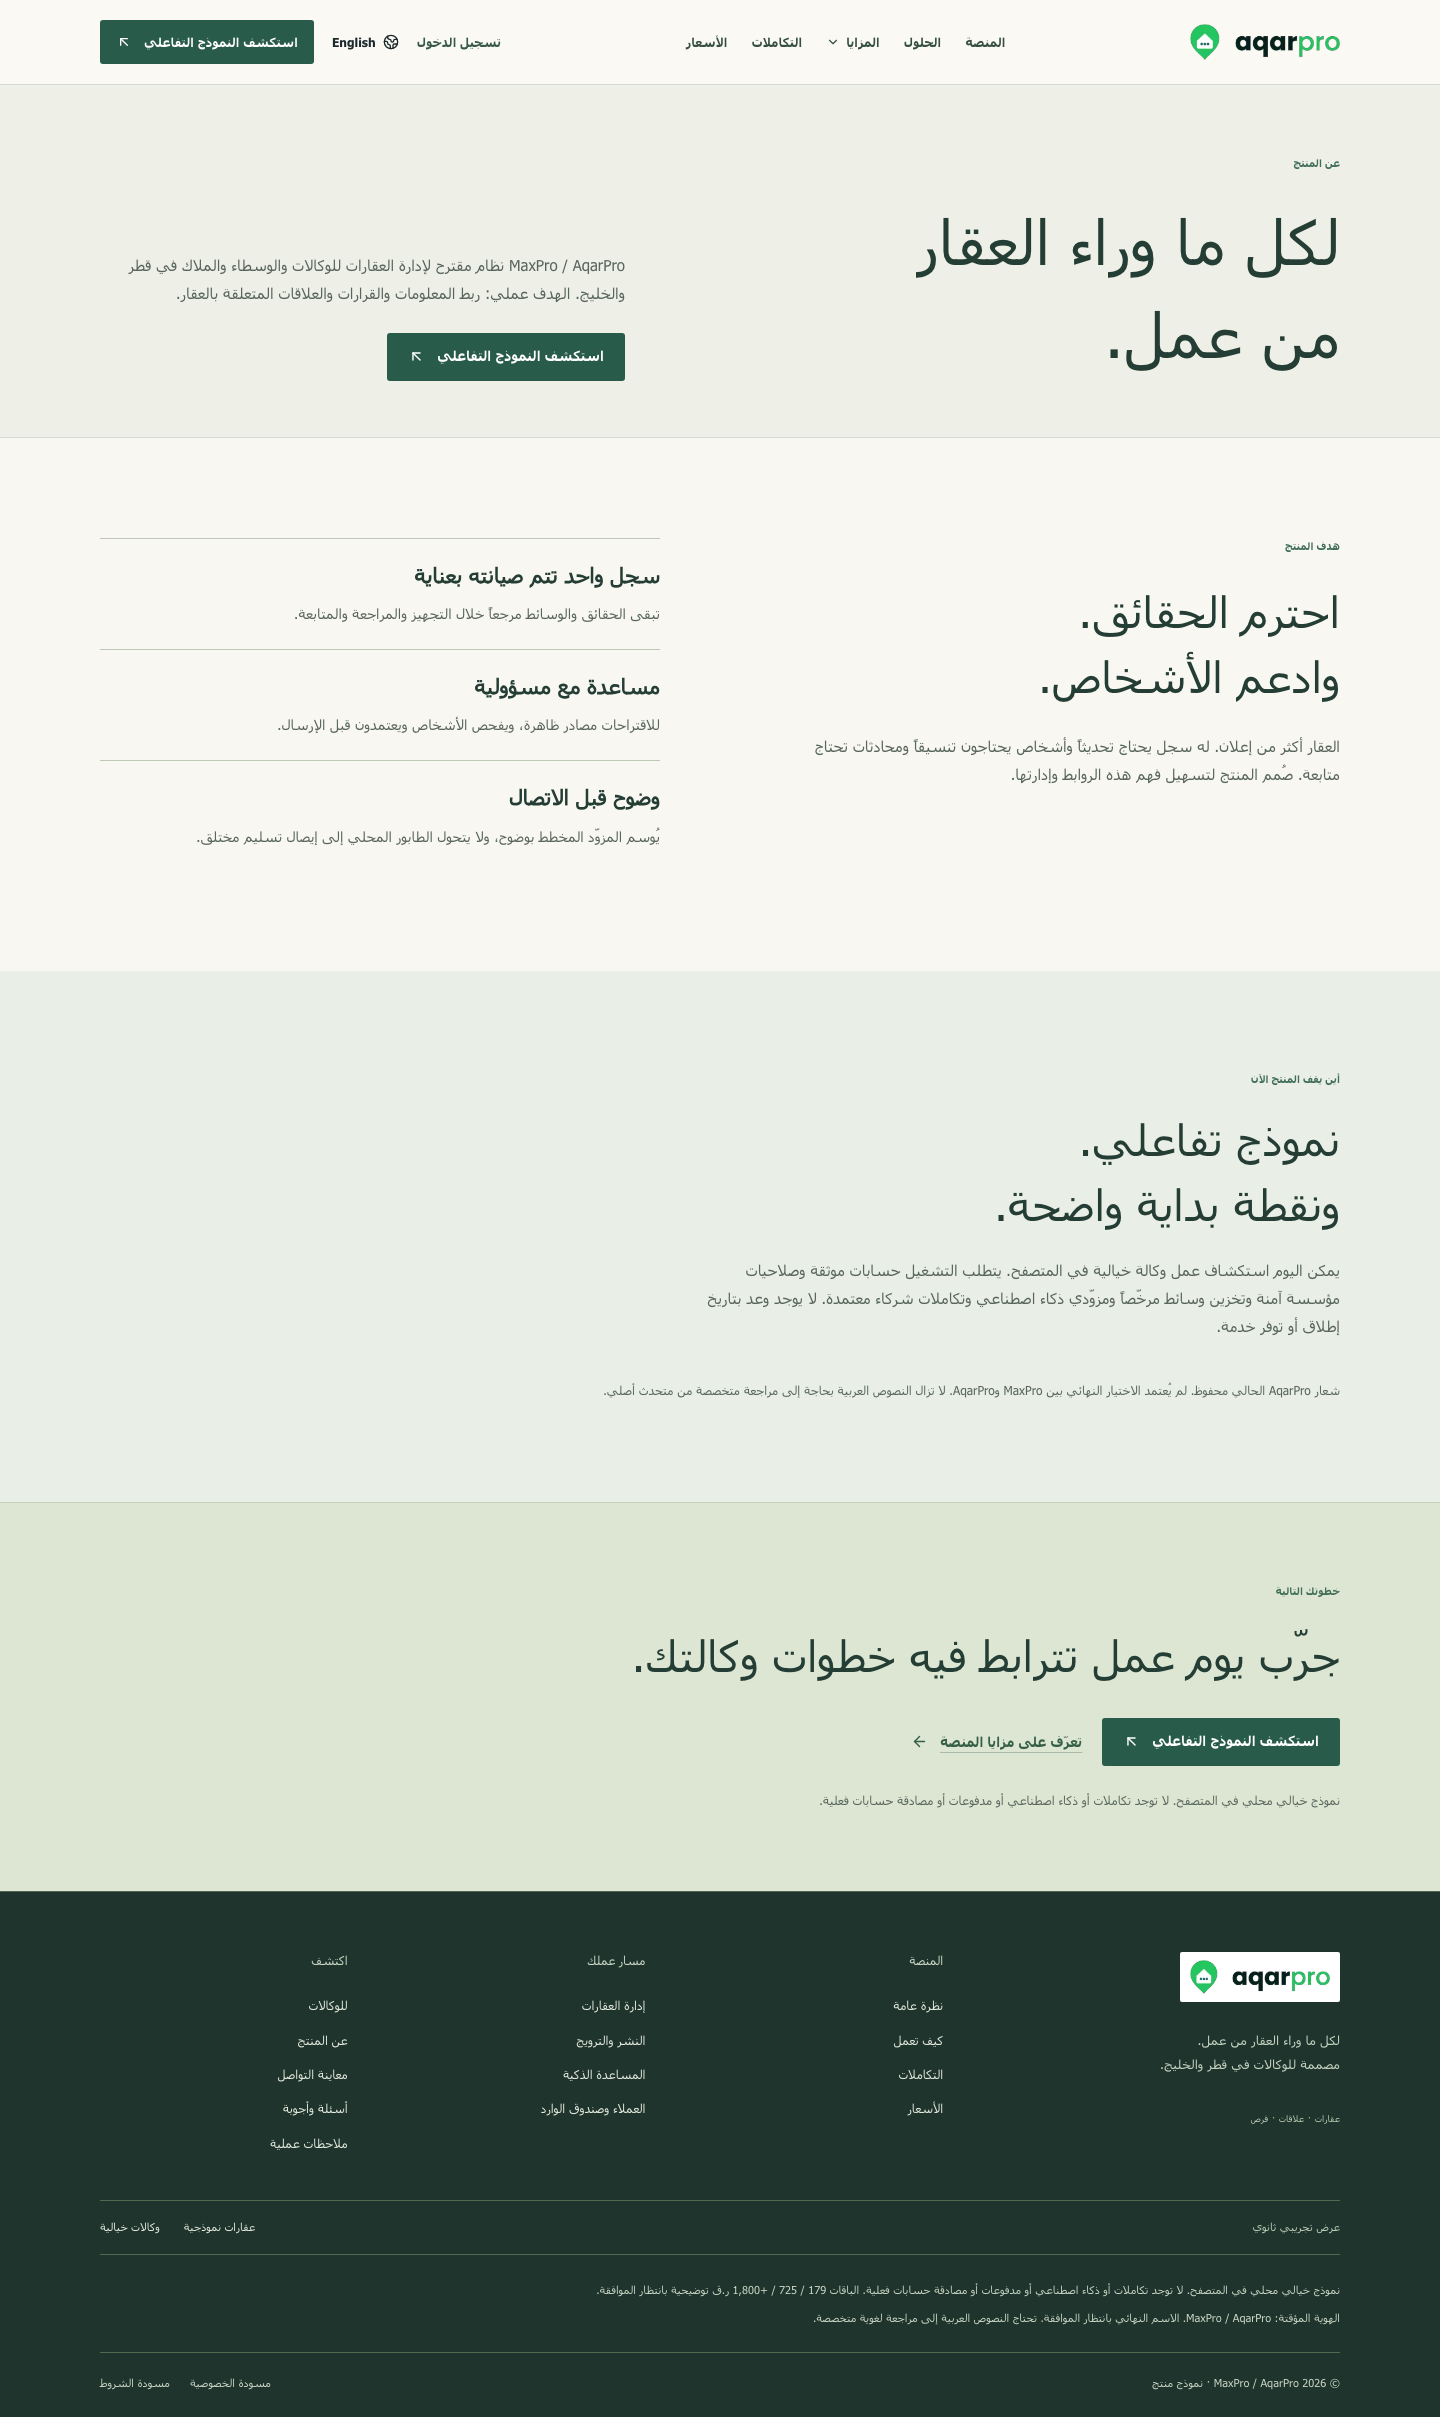 aqarpro
المنصة
الحلول
المزايا
التكاملات
الأسعار
تسجيل الدخول
English
استكشف النموذج التفاعلي
عن المنتج
لكل ما وراء العقار
من عمل.
MaxPro / AqarPro نظام مقترح لإدارة العقارات للوكالات والوسطاء والملاك في قطر
والخليج. الهدف عملي: ربط المعلومات والقرارات والعلاقات المتعلقة بالعقار.
استكشف النموذج التفاعلي
هدف المنتج
احترم الحقائق.
وادعم الأشخاص.
العقار أكثر من إعلان. له سجل يحتاج تحديثاً وأشخاص يحتاجون تنسيقاً ومحادثات تحتاج
متابعة. صُمم المنتج لتسهيل فهم هذه الروابط وإدارتها.
سجل واحد تتم صيانته بعناية
تبقى الحقائق والوسائط مرجعاً خلال التجهيز والمراجعة والمتابعة.
مساعدة مع مسؤولية
للاقتراحات مصادر ظاهرة، ويفحص الأشخاص ويعتمدون قبل الإرسال.
وضوح قبل الاتصال
يُوسم المزوّد المخطط بوضوح، ولا يتحول الطابور المحلي إلى إيصال تسليم مختلق.
أين يقف المنتج الآن
نموذج تفاعلي.
ونقطة بداية واضحة.
يمكن اليوم استكشاف عمل وكالة خيالية في المتصفح. يتطلب التشغيل حسابات موثقة وصلاحيات
مؤسسة آمنة وتخزين وسائط مرخّصاً ومزوّدي ذكاء اصطناعي وتكاملات شركاء معتمدة. لا يوجد وعد بتاريخ
إطلاق أو توفر خدمة.
شعار AqarPro الحالي محفوظ. لم يُعتمد الاختيار النهائي بين MaxPro وAqarPro. لا تزال النصوص العربية بحاجة إلى مراجعة متخصصة من متحدث أصلي.
خطوتك التالية
جرّب يوم عمل تترابط فيه خطوات وكالتك.
استكشف النموذج التفاعلي
تعرّف على مزايا المنصة
نموذج خيالي محلي في المتصفح. لا توجد تكاملات أو ذكاء اصطناعي أو مدفوعات أو مصادقة حسابات فعلية.
aqarpro
لكل ما وراء العقار من عمل.
مصممة للوكالات في قطر والخليج.
عقارات · علاقات · فرص
المنصة
نظرة عامة
كيف تعمل
التكاملات
الأسعار
مسار عملك
إدارة العقارات
النشر والترويج
المساعدة الذكية
العملاء وصندوق الوارد
اكتشف
للوكالات
عن المنتج
معاينة التواصل
أسئلة وأجوبة
ملاحظات عملية
عرض تجريبي ثانوي
عقارات نموذجية
وكالات خيالية
نموذج خيالي محلي في المتصفح. لا توجد تكاملات أو ذكاء اصطناعي أو مدفوعات أو مصادقة حسابات فعلية. الباقات 179 / 725 / +1,800 ر.ق توضيحية بانتظار الموافقة.
الهوية المؤقتة: MaxPro / AqarPro. الاسم النهائي بانتظار الموافقة. تحتاج النصوص العربية إلى مراجعة لغوية متخصصة.
© 2026 MaxPro / AqarPro · نموذج منتج
مسودة الخصوصية
مسودة الشروط